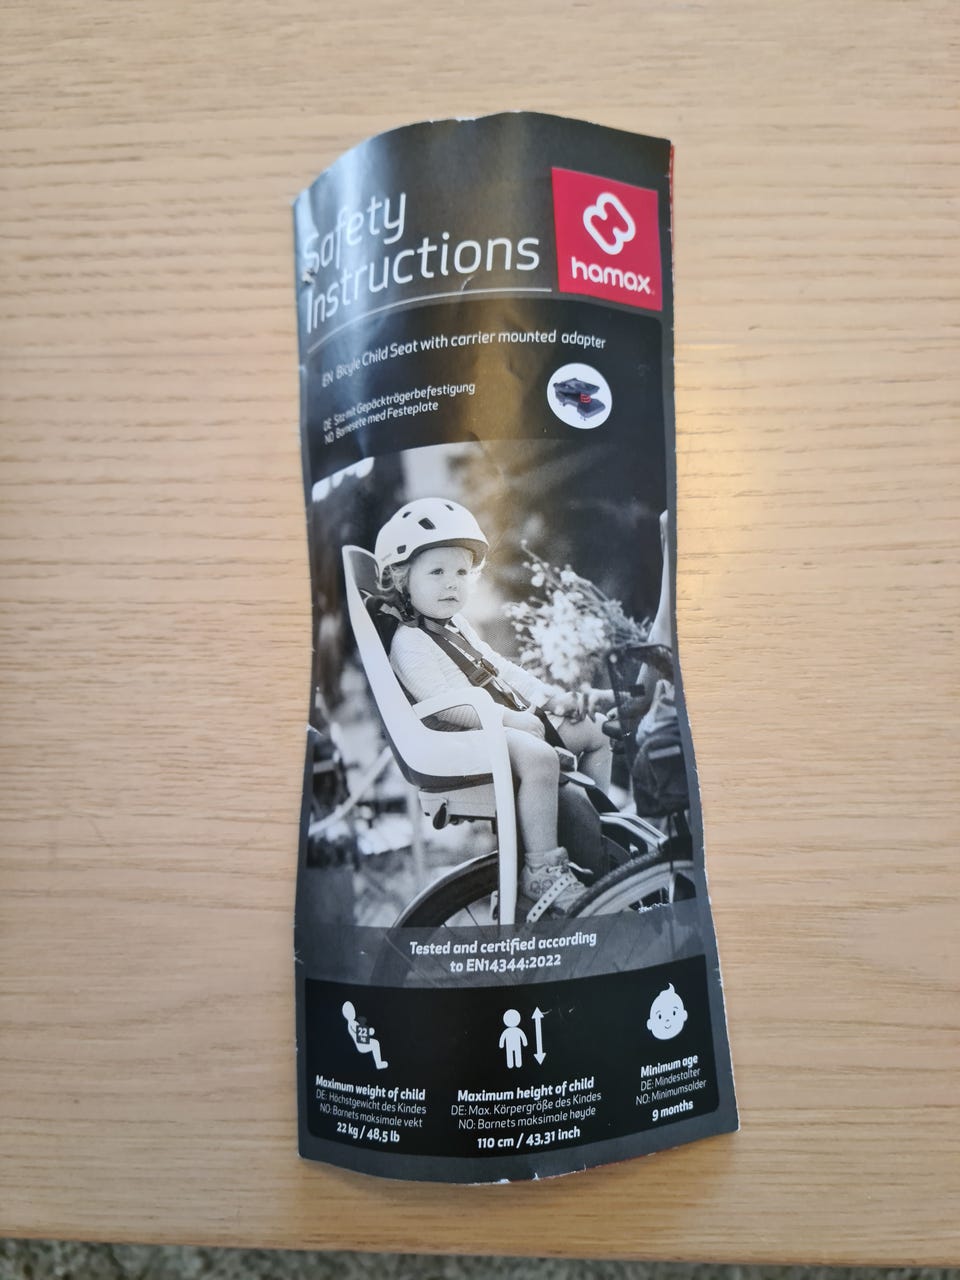 Safety
Instructions
hamax
EN Bicyle Child Seat with carrier mounted adapter
DE Sitz mit Gepäckträgerbefestigung
NO Barnesete med Festeplate
Tested and certified according
to EN14344:2022
22
kg
Maximum weight of child
DE: Höchstgewicht des Kindes
NO: Barnets maksimale vekt
22 kg / 48,5 lb
Maximum height of child
DE: Max. Körpergröße des Kindes
NO: Barnets maksimale høyde
110 cm / 43.31 inch
Minimum age
DE: Mindestalter
NO: Minimumsalder
9 months